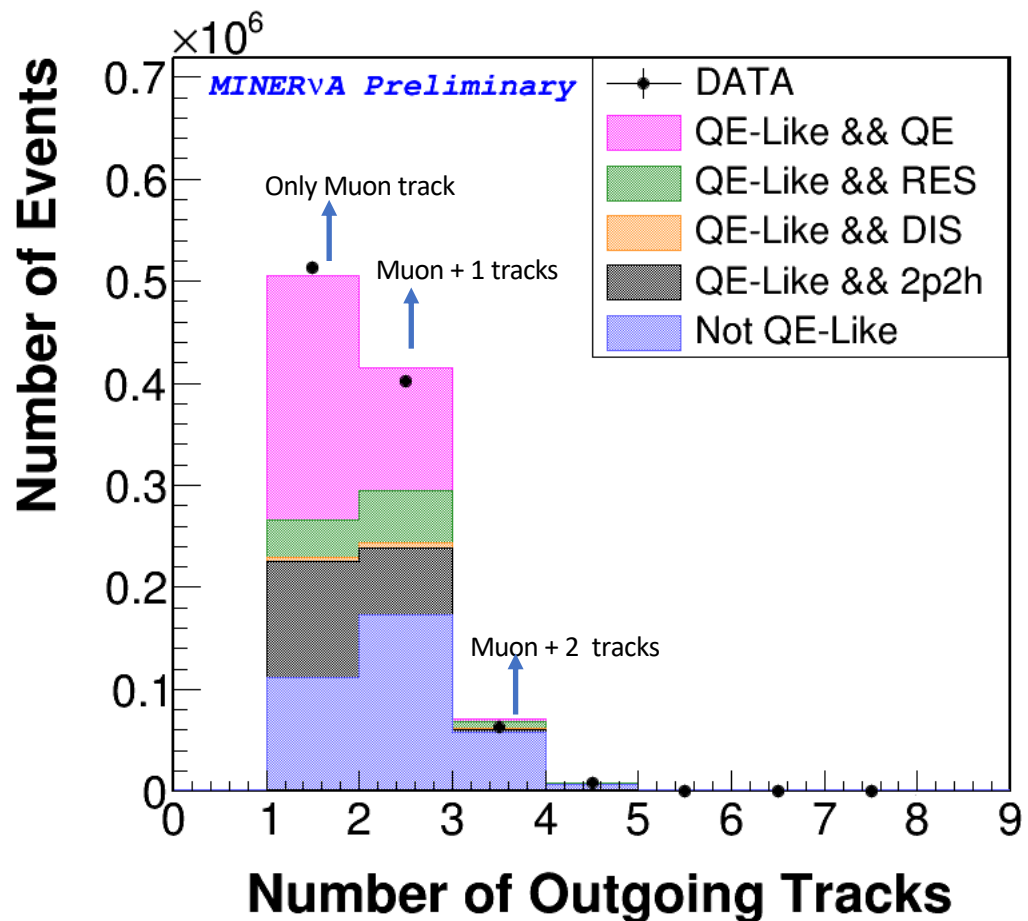 ×10⁶
MINERνA Preliminary
DATA
QE-Like && QE
QE-Like && RES
QE-Like && DIS
QE-Like && 2p2h
Not QE-Like
Only Muon track
Muon + 1 tracks
Muon + 2 tracks
Number of Events
0.7
0.6
0.5
0.4
0.3
0.2
0.1
0
0 1 2 3 4 5 6 7 8 9
Number of Outgoing Tracks